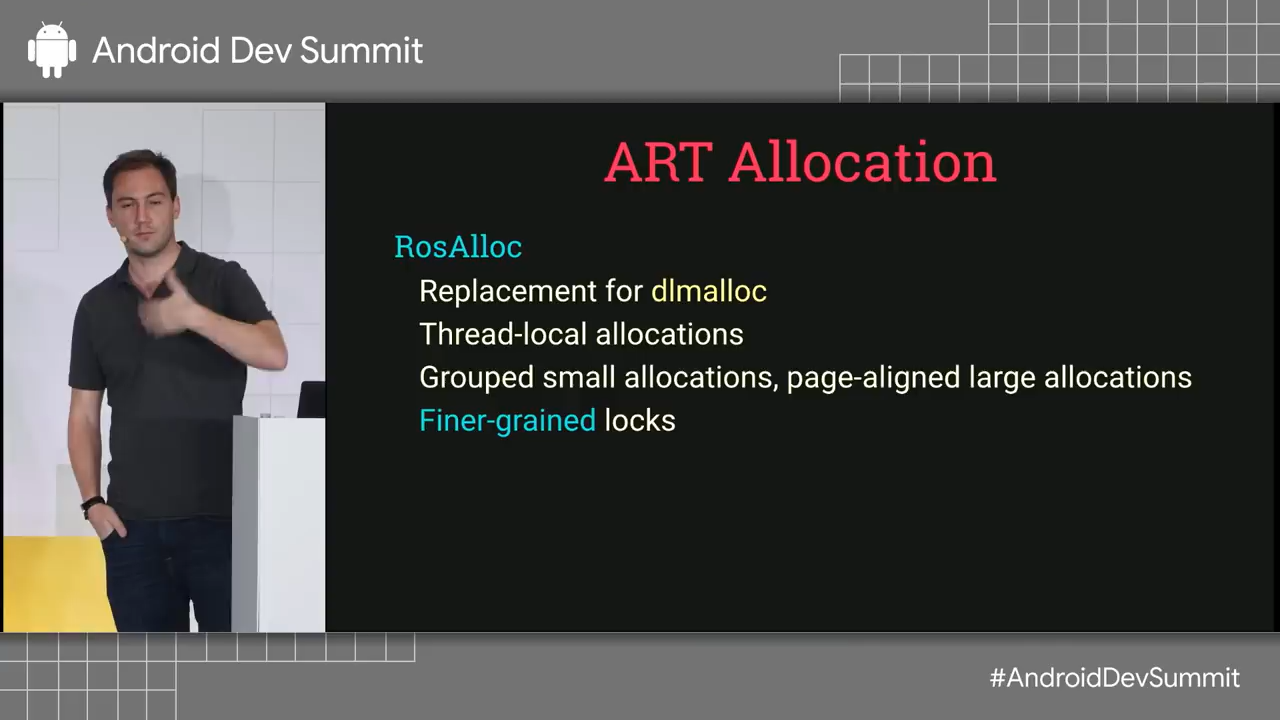 Android Dev Summit
ART Allocation
RosAlloc
Replacement for dlmalloc
Thread-local allocations
Grouped small allocations, page-aligned large allocations
Finer-grained locks
#AndroidDevSummit